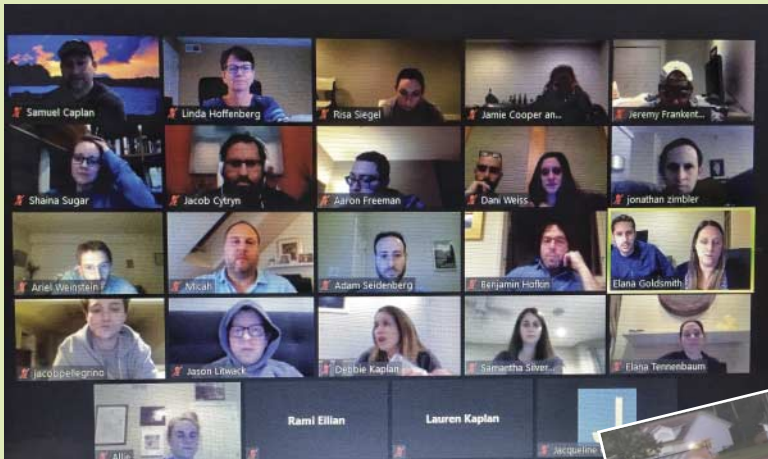 Samuel Caplan
Linda Hoffenberg
Risa Siegel
Jamie Cooper an...
Jeremy Frankent...
Shaina Sugar
Jacob Cytryn
Aaron Freeman
Dani Weiss
jonathan zimbler
Ariel Weinstein
Micah
Adam Seidenberg
Benjamin Hofkin
Elana Goldsmith
jacobpellegrino
Jason Litwack
Debbie Kaplan
Samantha Silver...
Elana Tennenbaum
Allie
Rami Eilian
Lauren Kaplan
J
Jacqueline